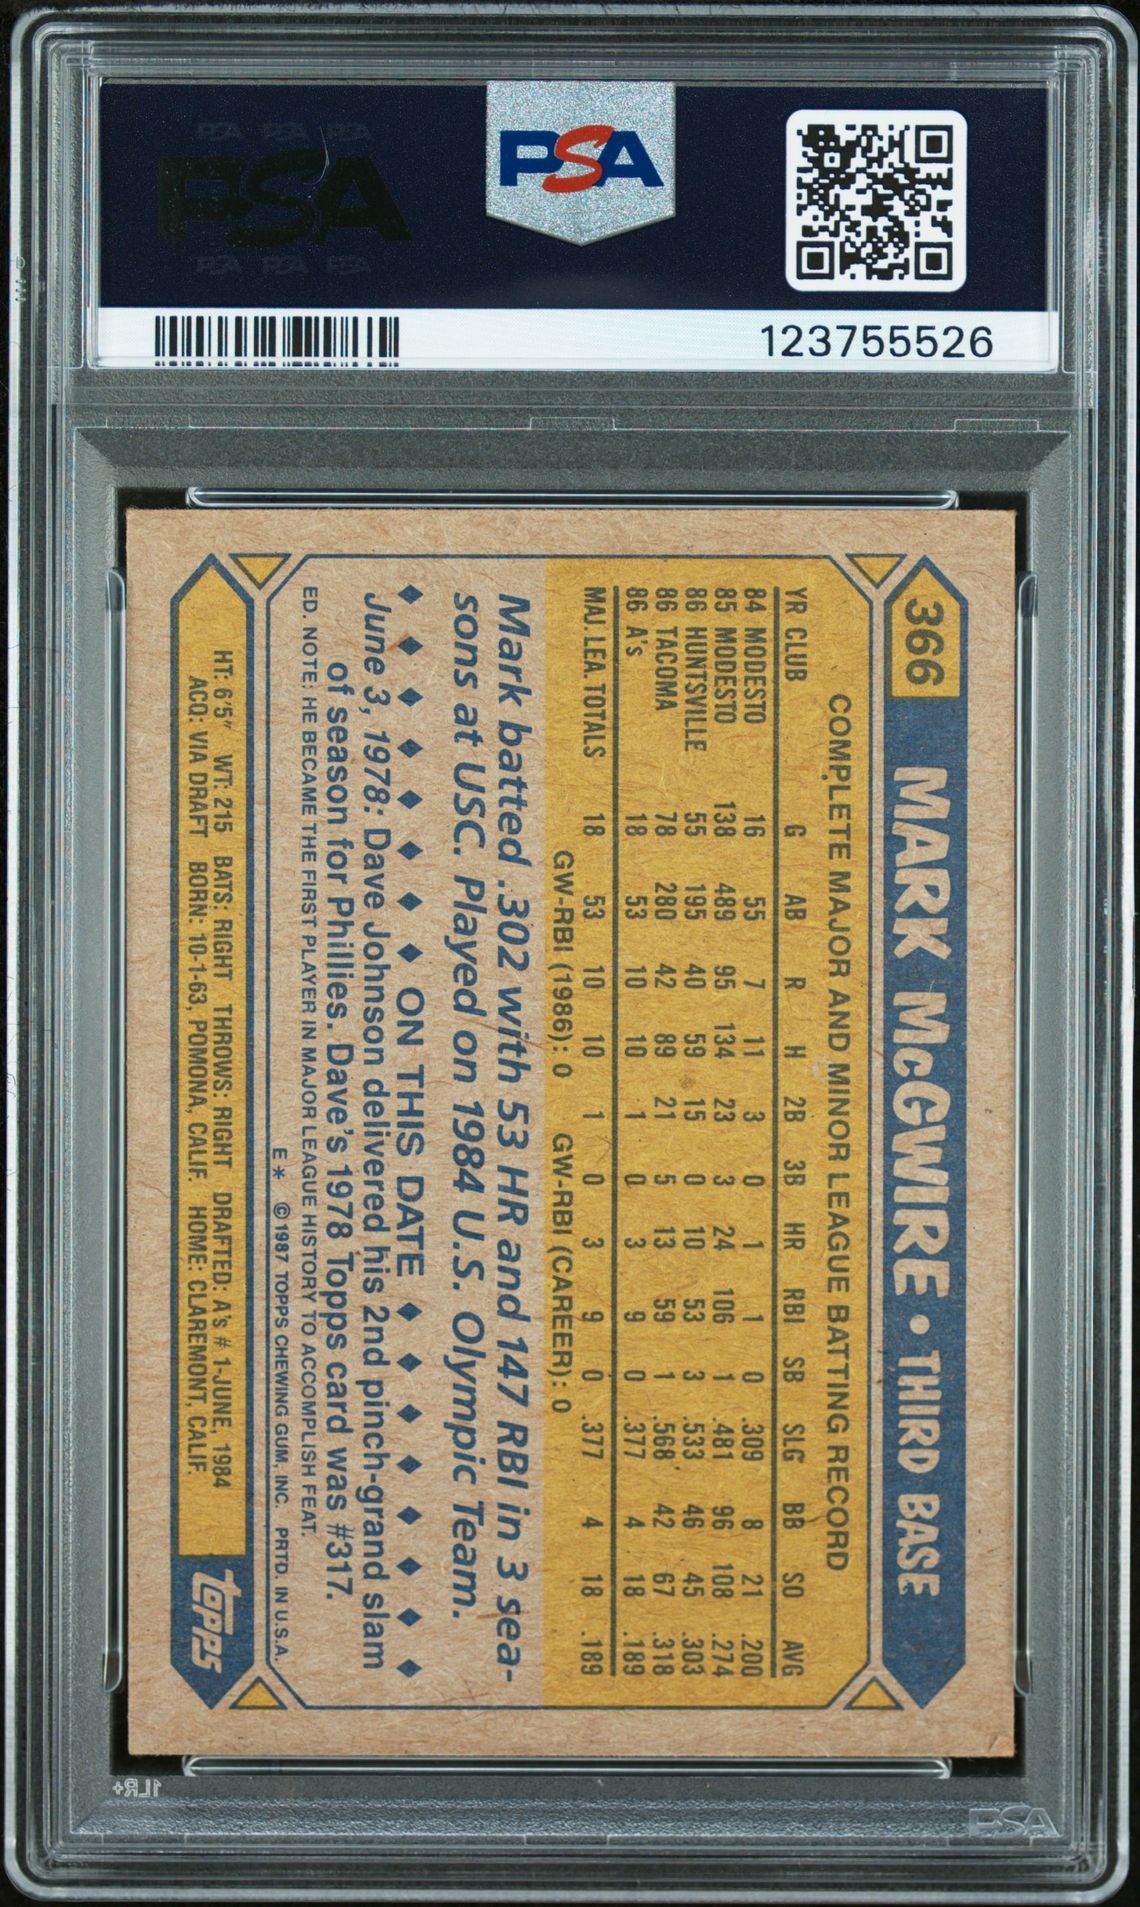 PSA PSA PSA
PSA
PSA PSA PSA
PSA
123755526
366 MARK McGWIRE • THIRD BASE
COMPLETE MAJOR AND MINOR LEAGUE BATTING RECORD
YR CLUB G AB R H 2B 3B HR RBI SB SLG BB SO AVG
84 MODESTO 16 55 7 11 3 0 1 1 0 .309 8 21 .200
85 MODESTO 138 489 95 134 23 3 24 106 1 .481 96 108 .274
86 HUNTSVILLE 55 195 40 59 15 0 10 53 3 .533 46 45 .303
86 TACOMA 78 280 42 89 21 5 13 59 1 .568 42 67 .318
86 A's 18 53 10 10 1 0 3 9 0 .377 4 18 .189
MAJ. LEA. TOTALS 18 53 10 10 1 0 3 9 0 .377 4 18 .189
GW-RBI (1986): 0 GW-RBI (CAREER): 0
Mark batted .302 with 53 HR and 147 RBI in 3 sea-
sons at USC. Played on 1984 U.S. Olympic Team.
ON THIS DATE
June 3, 1978: Dave Johnson delivered his 2nd pinch-grand slam
of season for Phillies. Dave's 1978 Topps card was #317.
ED. NOTE: HE BECAME THE FIRST PLAYER IN MAJOR LEAGUE HISTORY TO ACCOMPLISH FEAT.
E* ©1987 TOPPS CHEWING GUM, INC. PRTD. IN U.S.A.
HT: 6'5" WT: 215 BATS: RIGHT THROWS: RIGHT DRAFTED: A's #1-JUNE, 1984
ACQ: VIA DRAFT BORN: 10-1-63, POMONA, CALIF. HOME: CLAREMONT, CALIF.
topps
1LR+
PSA